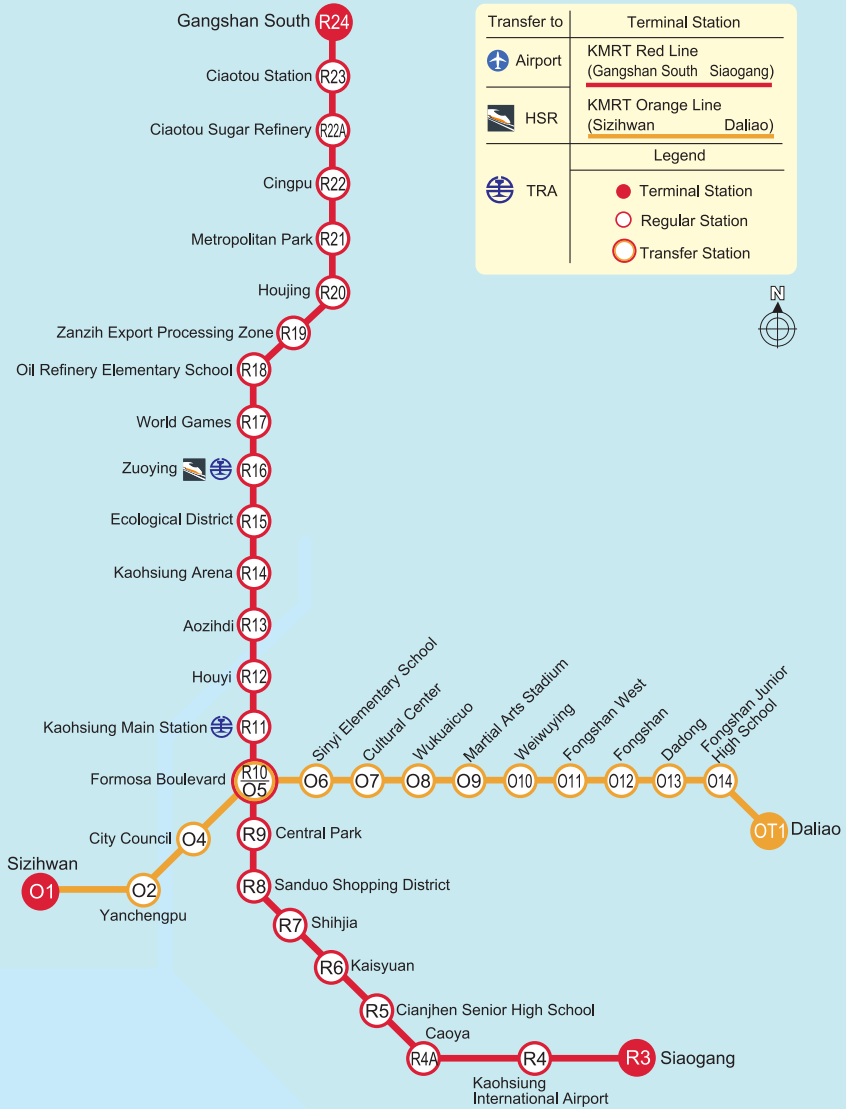 Gangshan South R24
Ciaotou Station R23
Ciaotou Sugar Refinery R22A
Cingpu R22
Metropolitan Park R21
Houjing R20
Zanzih Export Processing Zone R19
Oil Refinery Elementary School R18
World Games R17
Zuoying R16
Ecological District R15
Kaohsiung Arena R14
Aozihdi R13
Houyi R12
Kaohsiung Main Station R11
Formosa Boulevard R10
O5
R9 Central Park
R8 Sanduo Shopping District
R7 Shihjia
R6 Kaisyuan
R5 Cianjhen Senior High School
Caoya
R4A
R4
Kaohsiung
International Airport
R3 Siaogang
Sizihwan
O1
O2
Yanchengpu
City Council O4
Sinyi Elementary School
O6
Cultural Center
O7
Wukuaicuo
O8
Martial Arts Stadium
O9
Weiwuying
O10
Fongshan West
O11
Fongshan
O12
Dadong
O13
Fongshan Junior
High School
O14
OT1 Daliao
Transfer to
Terminal Station
Airport
KMRT Red Line
(Gangshan South Siaogang)
HSR
KMRT Orange Line
(Sizihwan Daliao)
TRA
Legend
Terminal Station
Regular Station
Transfer Station
N